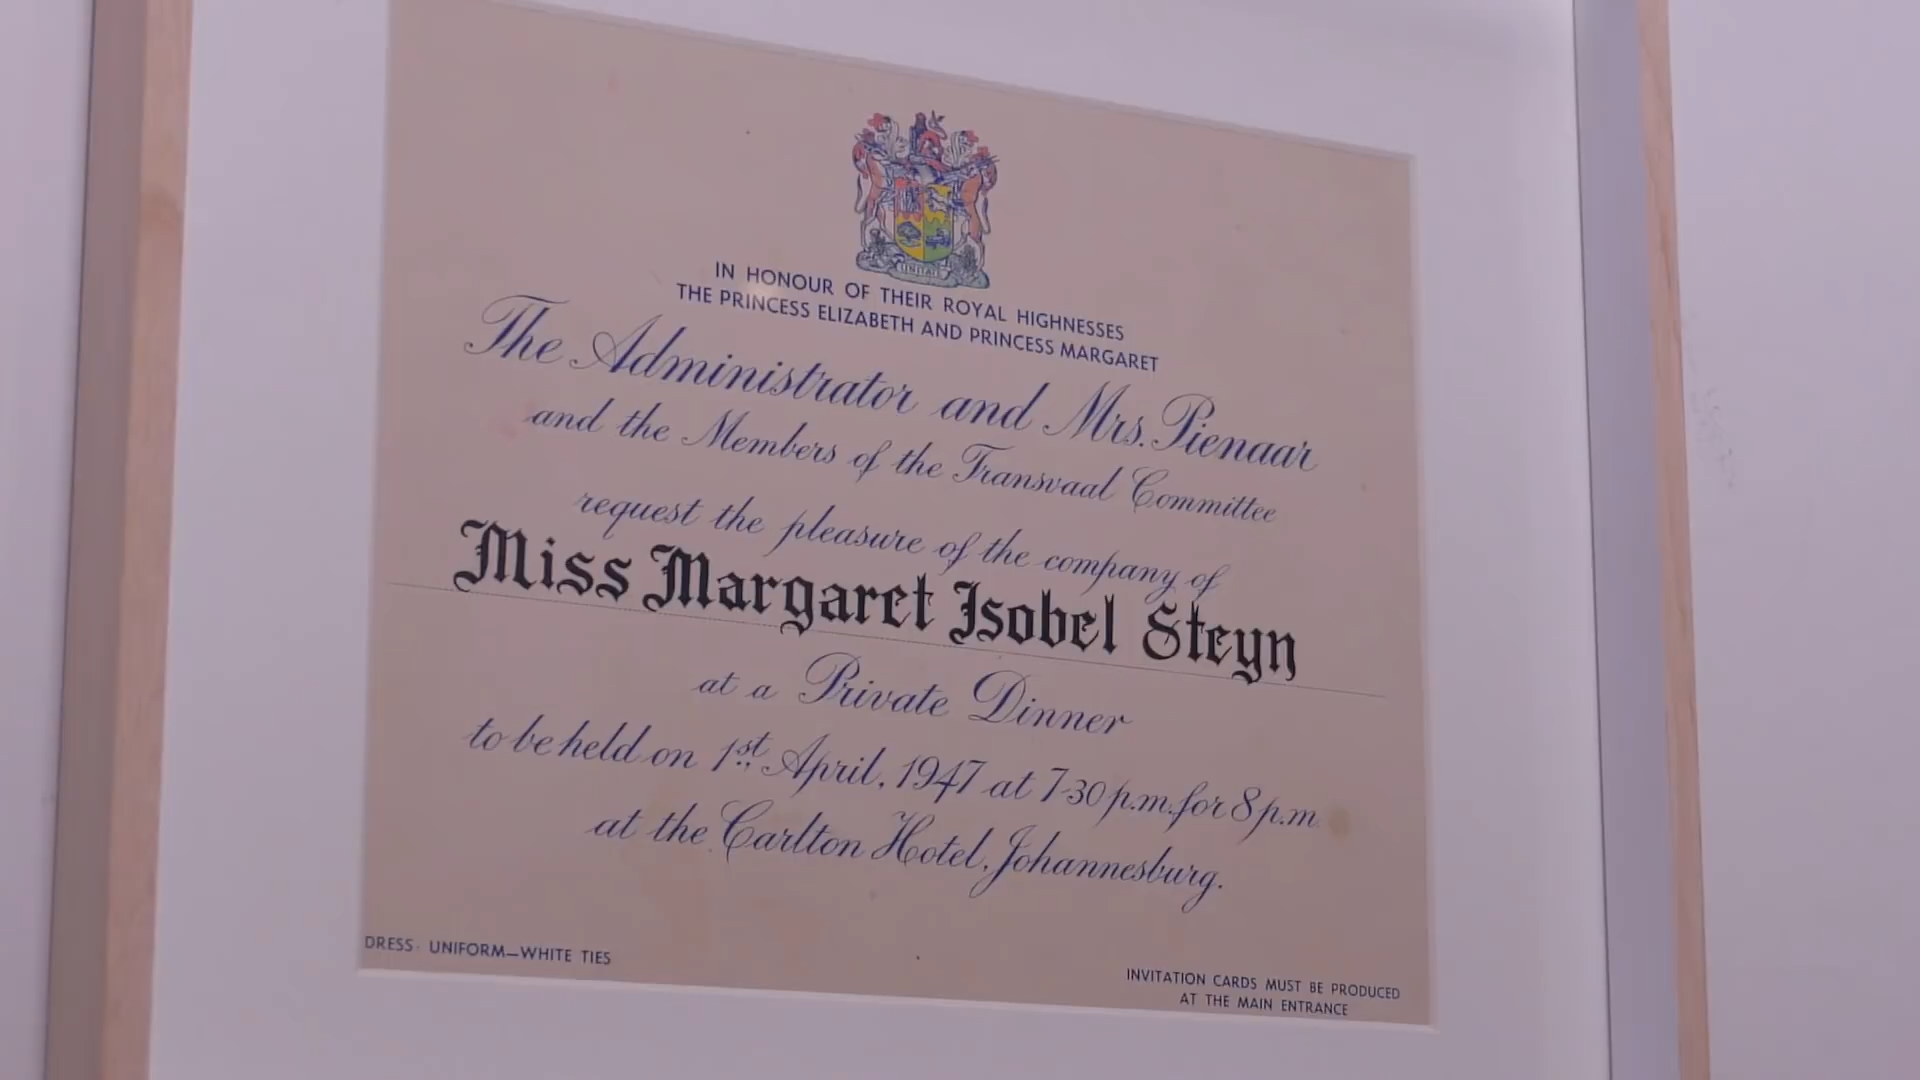 IN HONOUR OF THEIR ROYAL HIGHNESSES
THE PRINCESS ELIZABETH AND PRINCESS MARGARET
The Administrator and Mrs. Pienaar
and the Members of the Transvaal Committee
request the pleasure of the company of
Miss Margaret Isobel Steyn
at a Private Dinner
to be held on 1st April, 1947 at 7-30 p.m. for 8 p.m.
at the Carlton Hotel, Johannesburg.
DRESS: UNIFORM—WHITE TIES
INVITATION CARDS MUST BE PRODUCED
AT THE MAIN ENTRANCE